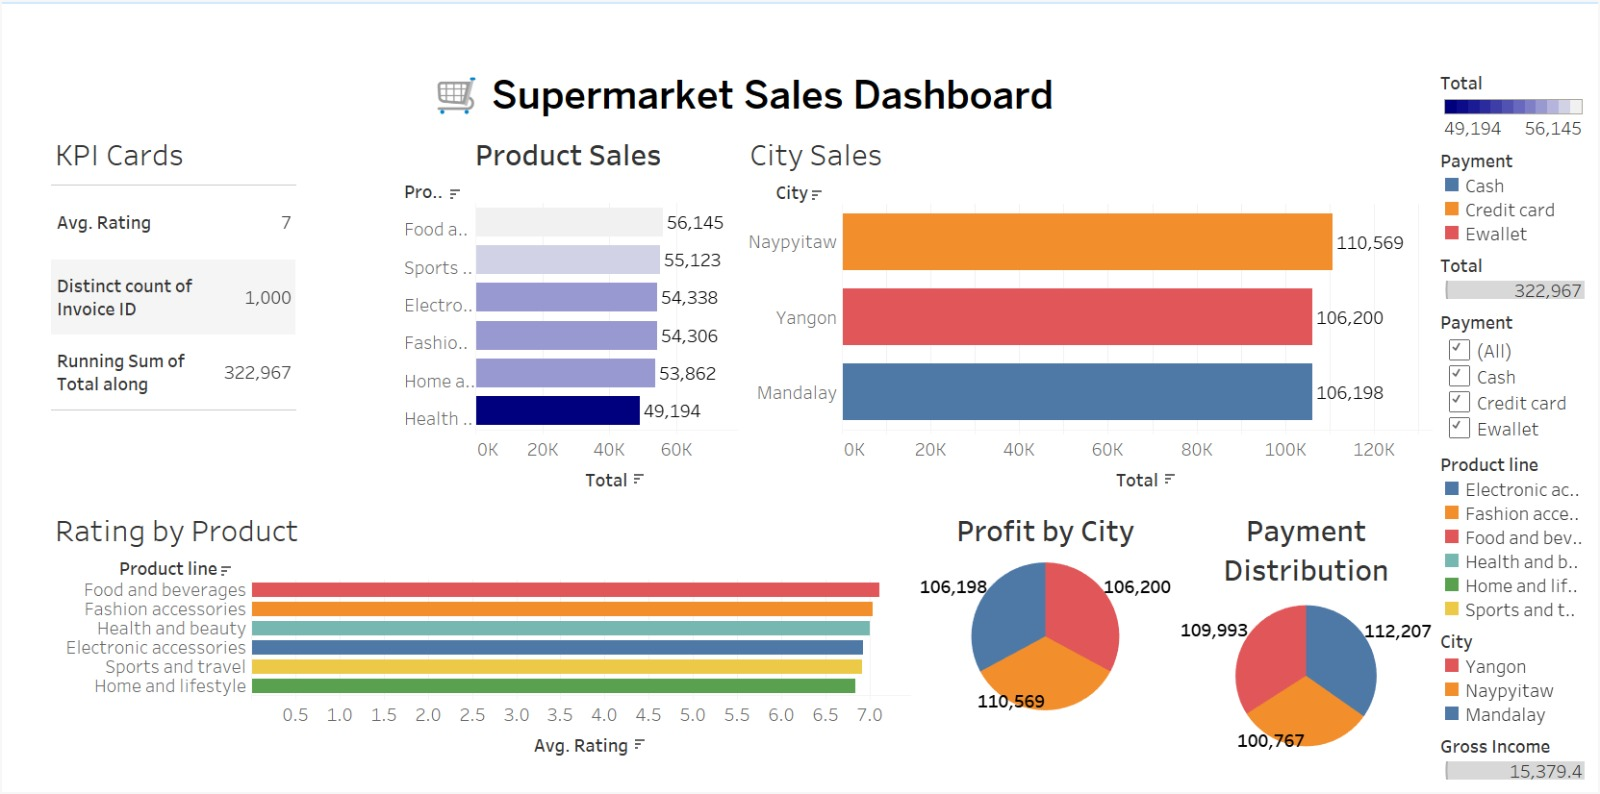 Supermarket Sales Dashboard
KPI Cards
Avg. Rating 7
Distinct count of
Invoice ID 1,000
Running Sum of
Total along 322,967
Product Sales
Pro..
Food a.. 56,145
Sports .. 55,123
Electro.. 54,338
Fashio.. 54,306
Home a.. 53,862
Health .. 49,194
0K 20K 40K 60K
Total
City Sales
City
Naypyitaw 110,569
Yangon 106,200
Mandalay 106,198
0K 20K 40K 60K 80K 100K 120K
Total
Rating by Product
Product line
Food and beverages
Fashion accessories
Health and beauty
Electronic accessories
Sports and travel
Home and lifestyle
0.5 1.0 1.5 2.0 2.5 3.0 3.5 4.0 4.5 5.0 5.5 6.0 6.5 7.0
Avg. Rating
Profit by City
106,198 106,200
110,569
Payment
Distribution
109,993 112,207
100,767
Total
49,194 56,145
Payment
Cash
Credit card
Ewallet
Total
322,967
Payment
(All)
Cash
Credit card
Ewallet
Product line
Electronic ac..
Fashion acce..
Food and bev..
Health and b..
Home and lif..
Sports and t..
City
Yangon
Naypyitaw
Mandalay
Gross Income
15,379.4